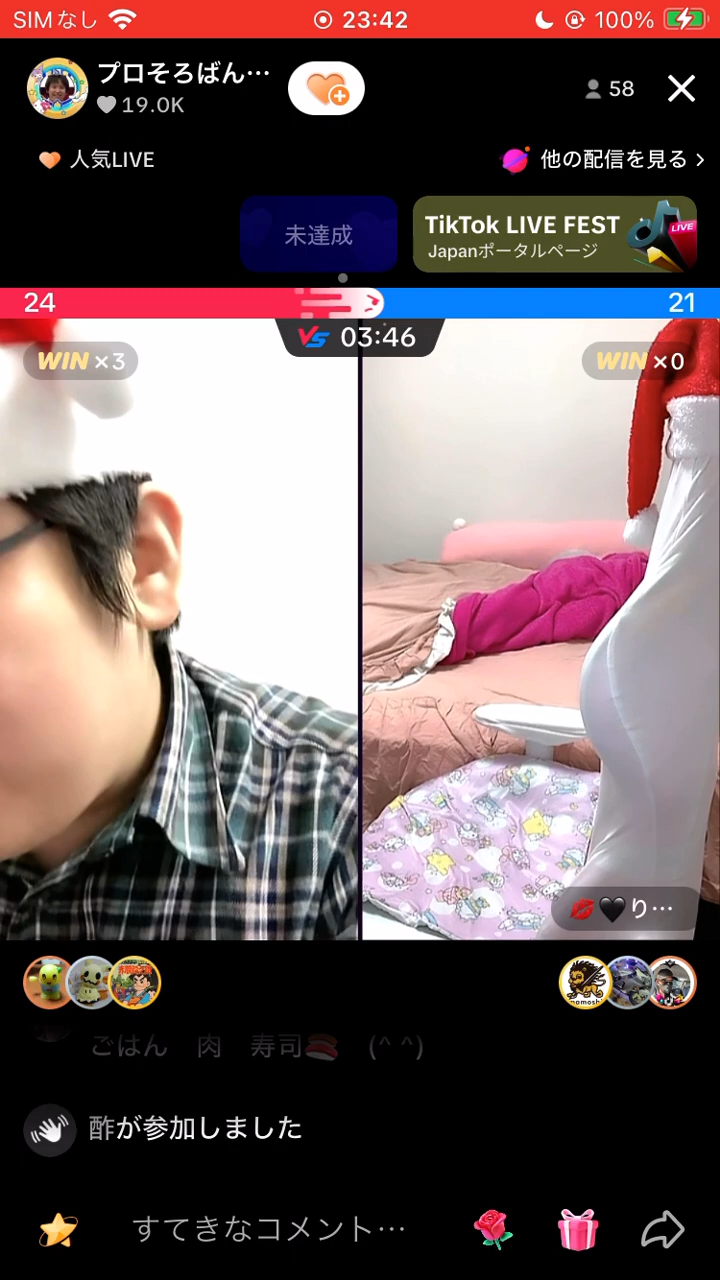 SIMなし 23:42 100%
プロそろばん…
19.0K
58
人気LIVE
他の配信を見る
未達成
TikTok LIVE FEST
Japanポータルページ
LIVE
24 21
VS 03:46
WIN ×3 WIN ×0
り…
ごはん 肉 寿司 (^ ^)
酢が参加しました
すてきなコメント…